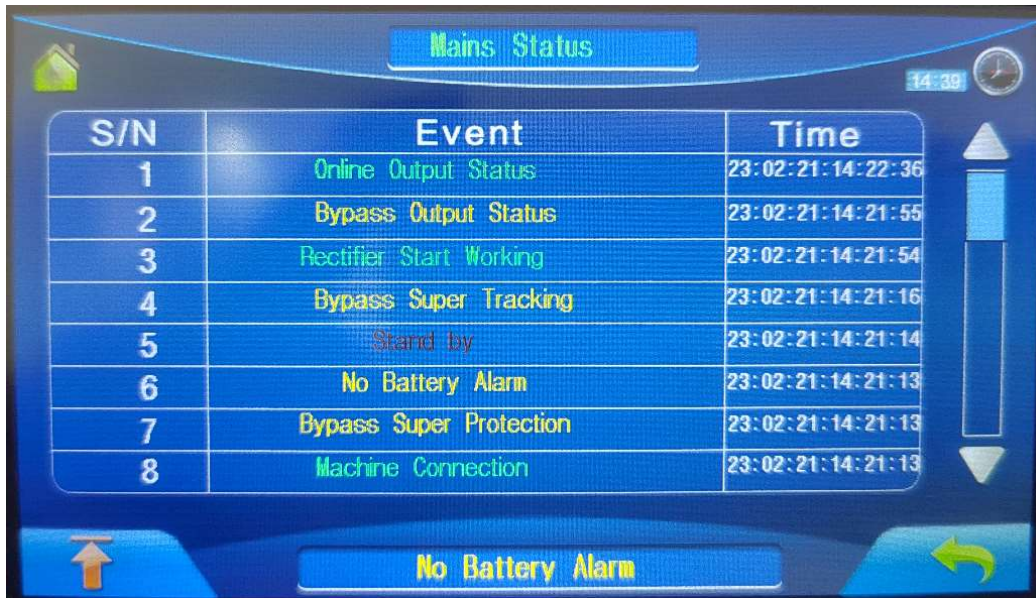 Mains Status
14:39
S/N Event Time
1 Online Output Status 23:02:21:14:22:36
2 Bypass Output Status 23:02:21:14:21:55
3 Rectifier Start Working 23:02:21:14:21:54
4 Bypass Super Tracking 23:02:21:14:21:16
5 Stand by 23:02:21:14:21:14
6 No Battery Alarm 23:02:21:14:21:13
7 Bypass Super Protection 23:02:21:14:21:13
8 Machine Connection 23:02:21:14:21:13
No Battery Alarm